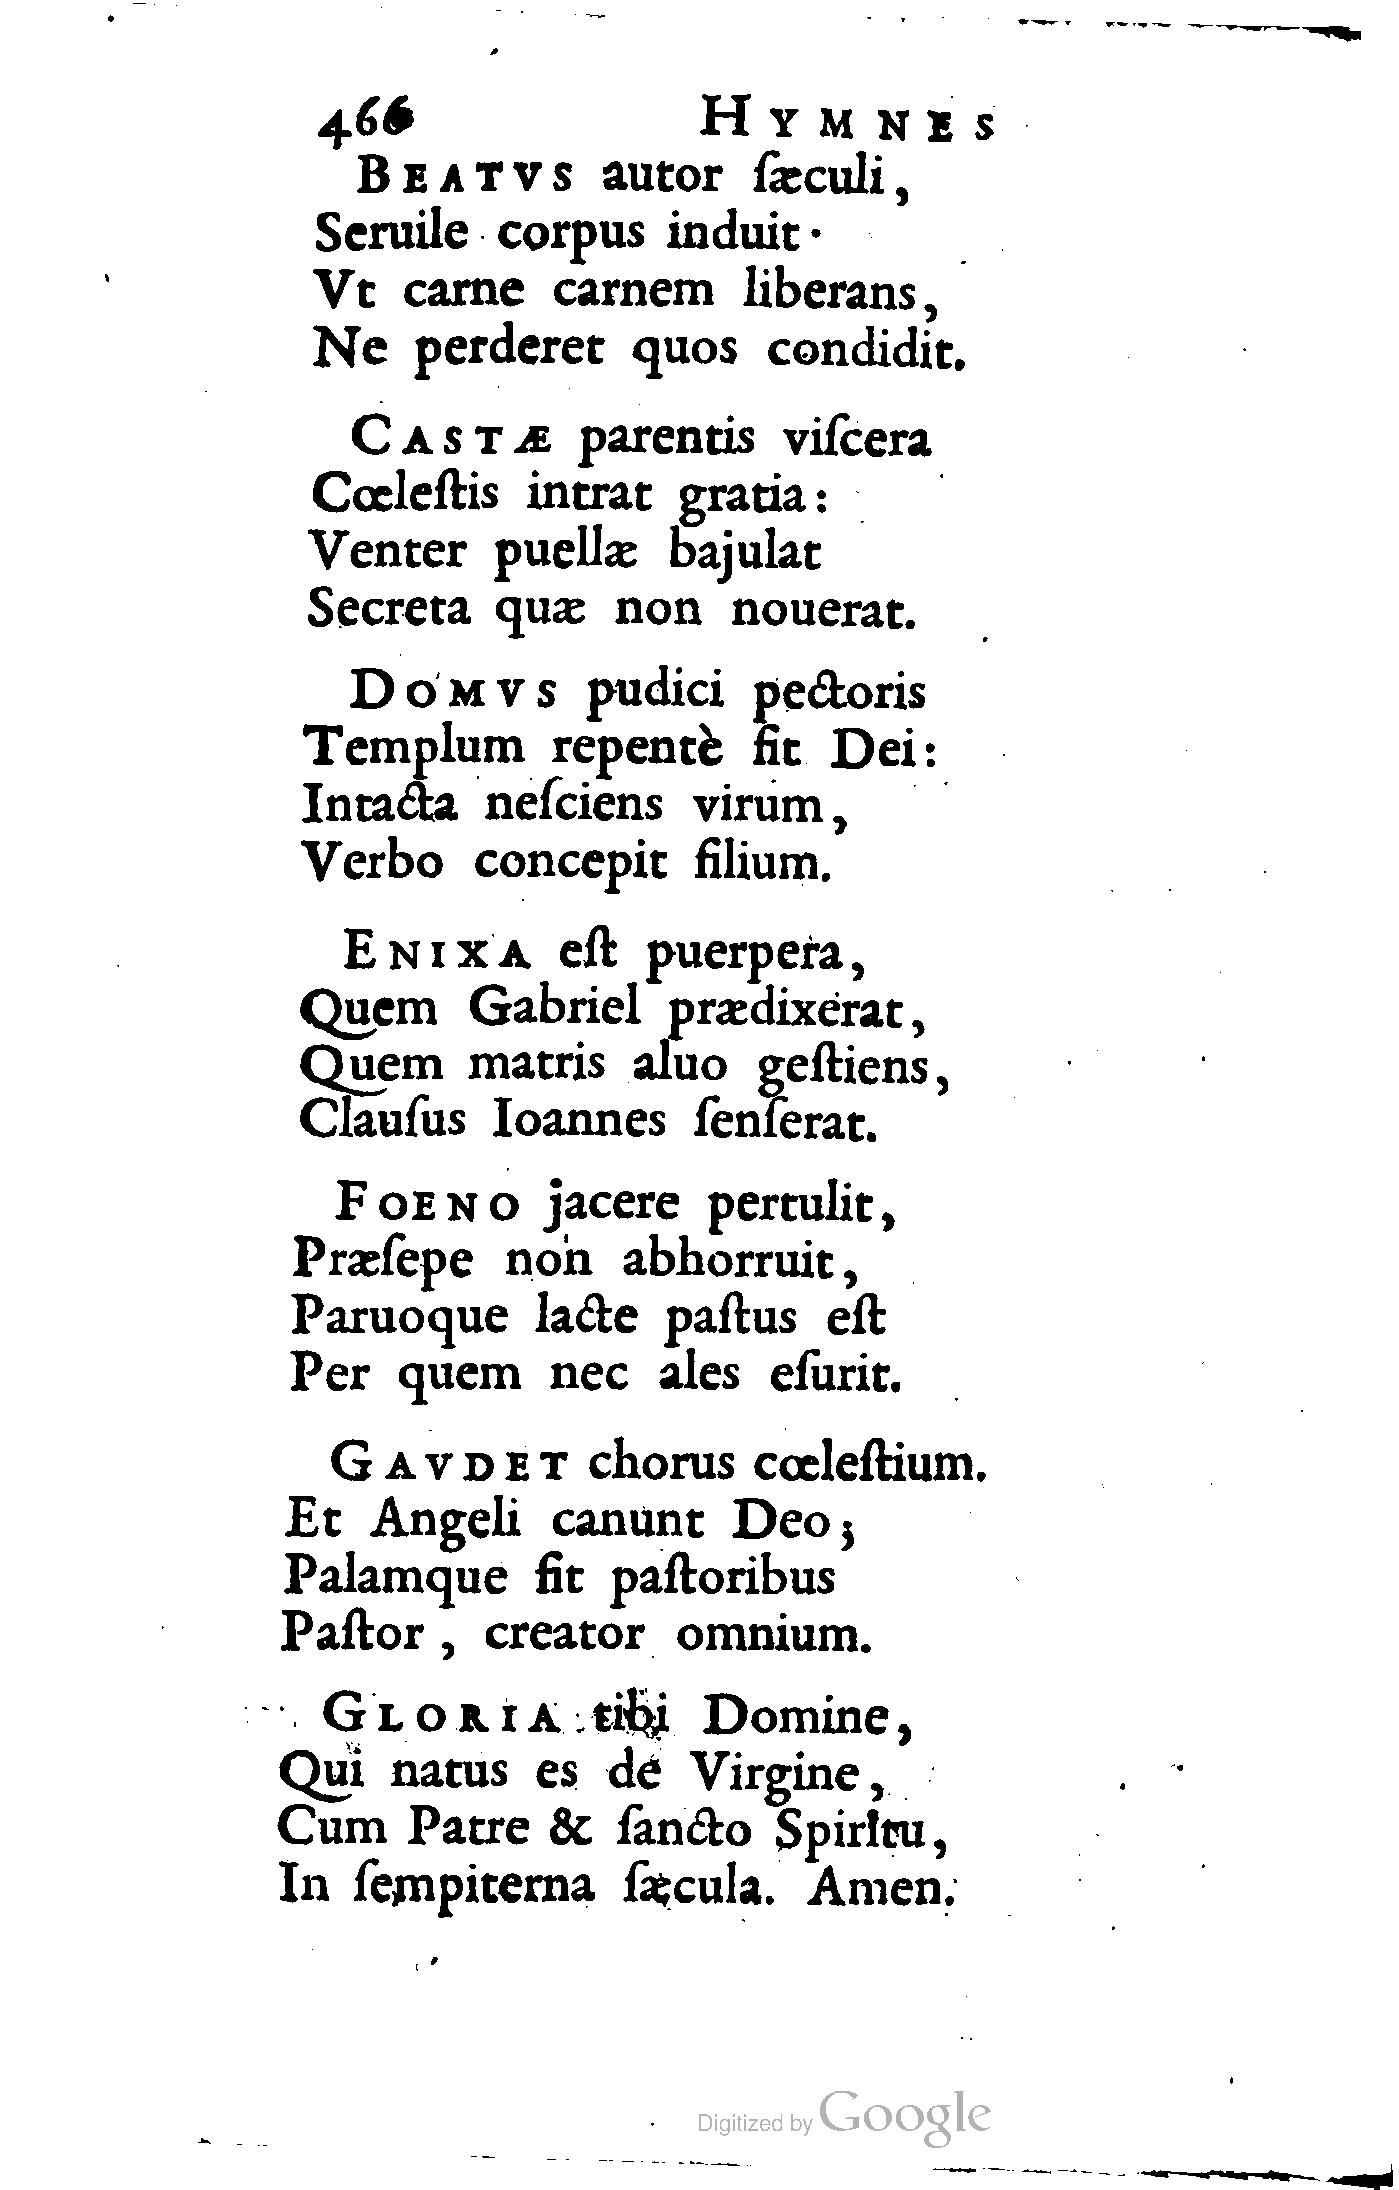 466 HYMNES
BEATVS autor ſæculi,
Seruile corpus induit·
Vt carne carnem liberans,
Ne perderet quos condidit.
CASTÆ parentis viſcera
Cœleſtis intrat gratia:
Venter puellæ bajulat
Secreta quæ non nouerat.
DOMVS pudici pectoris
Templum repentè fit Dei:
Intacta neſciens virum,
Verbo concepit filium.
ENIXA eſt puerpera,
Quem Gabriel prædixerat,
Quem matris aluo geſtiens,
Clauſus Ioannes ſenſerat.
FOENO jacere pertulit,
Præſepe non abhorruit,
Paruoque lacte paſtus eſt
Per quem nec ales eſurit.
GAVDET chorus cœleſtium.
Et Angeli canunt Deo;
Palamque fit paſtoribus
Paſtor, creator omnium.
GLORIA tibi Domine,
Qui natus es de Virgine,
Cum Patre & ſancto Spiritu,
In ſempiterna ſæcula. Amen.
Digitized by Google